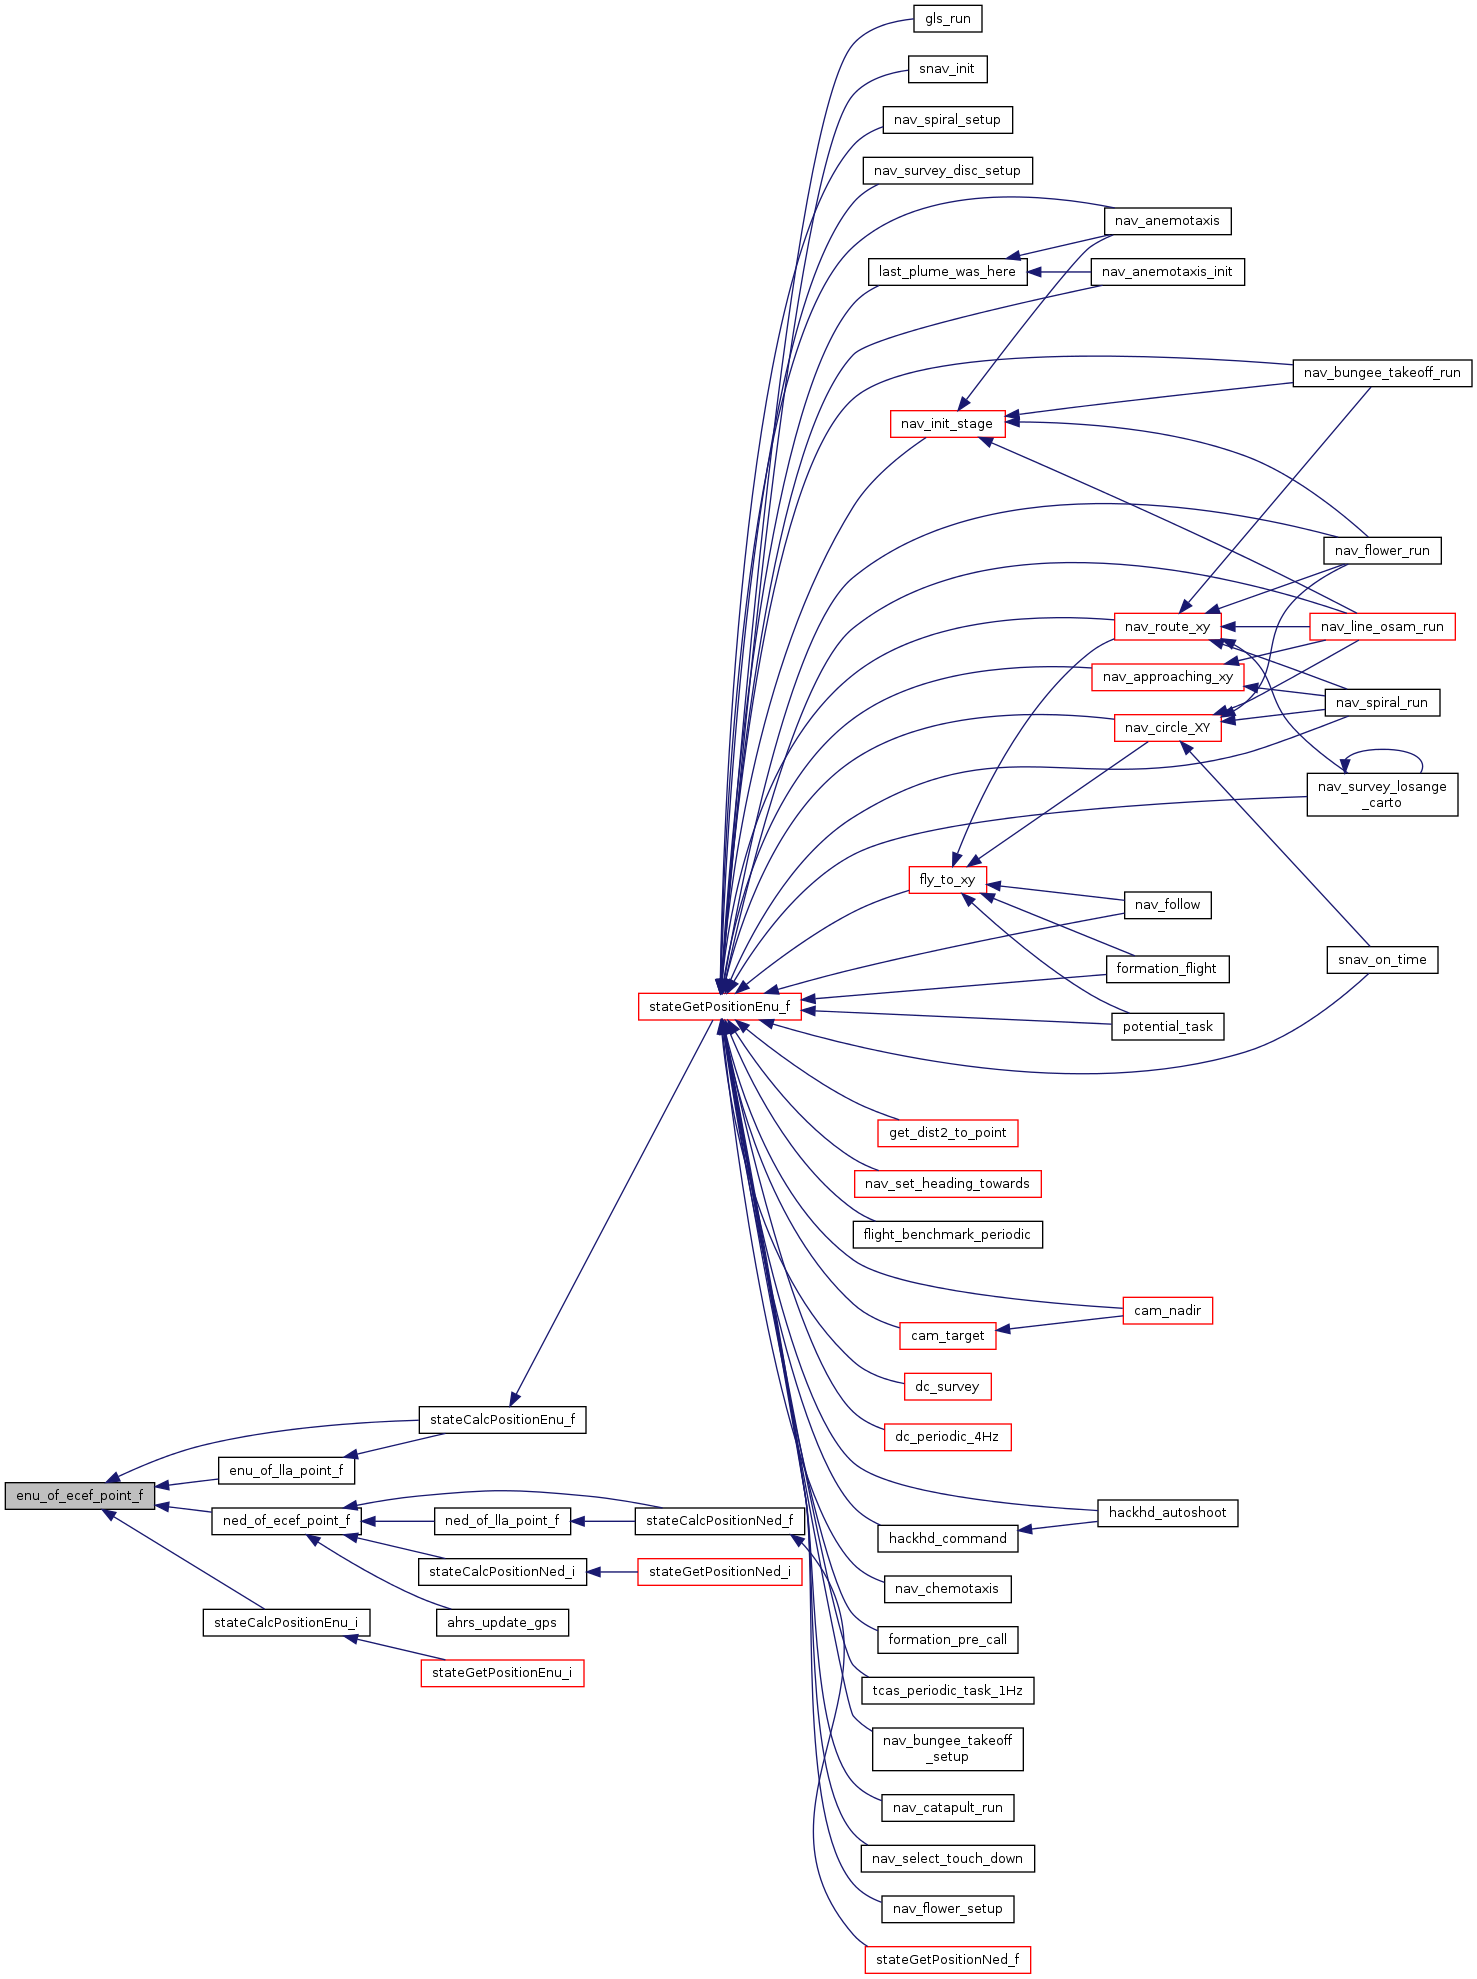 gls_run
snav_init
nav_spiral_setup
nav_survey_disc_setup
nav_anemotaxis
last_plume_was_here
nav_anemotaxis_init
nav_bungee_takeoff_run
nav_init_stage
nav_flower_run
nav_route_xy
nav_line_osam_run
nav_approaching_xy
nav_spiral_run
nav_circle_XY
nav_survey_losange
_carto
fly_to_xy
nav_follow
snav_on_time
formation_flight
stateGetPositionEnu_f
potential_task
get_dist2_to_point
nav_set_heading_towards
flight_benchmark_periodic
cam_nadir
cam_target
dc_survey
stateCalcPositionEnu_f
dc_periodic_4Hz
enu_of_lla_point_f
enu_of_ecef_point_f
hackhd_autoshoot
ned_of_ecef_point_f
ned_of_lla_point_f
stateCalcPositionNed_f
hackhd_command
stateCalcPositionNed_i
stateGetPositionNed_i
nav_chemotaxis
stateCalcPositionEnu_i
ahrs_update_gps
formation_pre_call
stateGetPositionEnu_i
tcas_periodic_task_1Hz
nav_bungee_takeoff
_setup
nav_catapult_run
nav_select_touch_down
nav_flower_setup
stateGetPositionNed_f